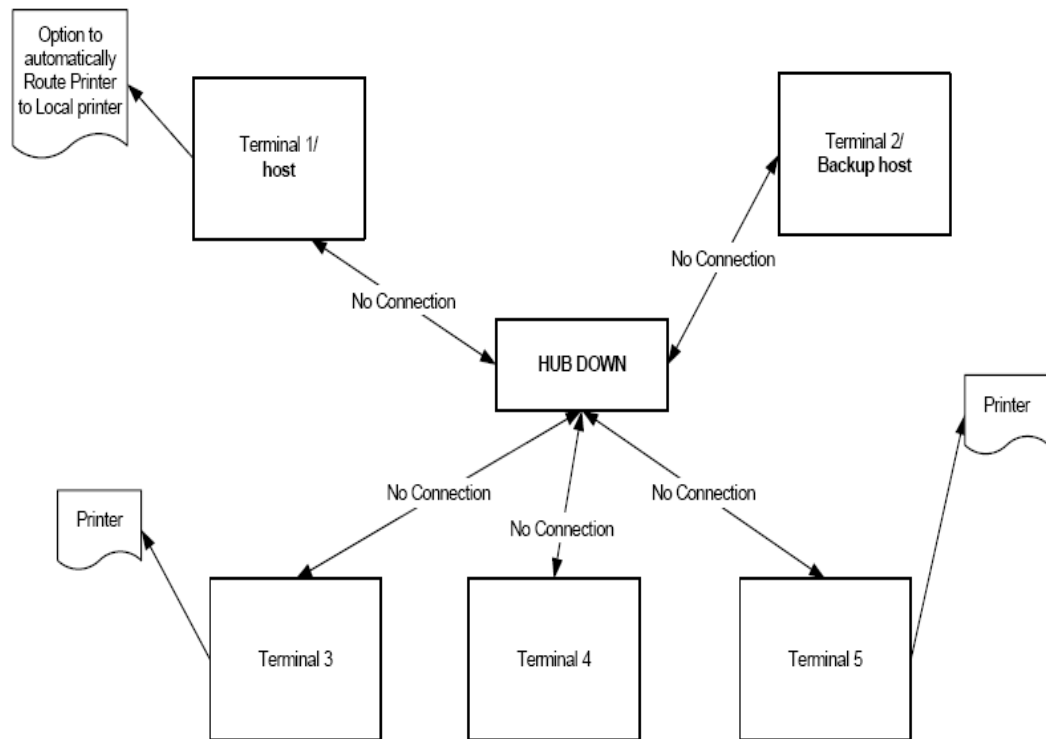 Option to
automatically
Route Printer
to Local printer
Terminal 1/
host
Terminal 2/
Backup host
No Connection
No Connection
HUB DOWN
Printer
No Connection
No Connection
No Connection
Printer
Terminal 3
Terminal 4
Terminal 5